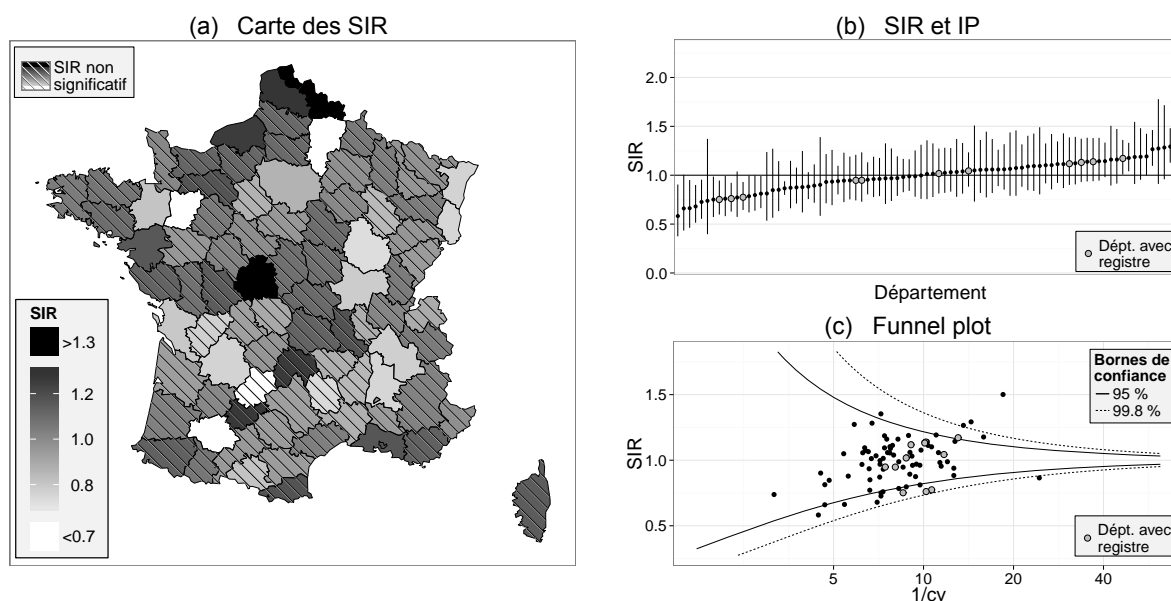 (a) Carte des SIR
SIR non
significatif
SIR
>1.3
1.2
1.0
0.8
<0.7
(b) SIR et IP
SIR
2.0
1.5
1.0
0.5
0.0
Dépt. avec
registre
Département
(c) Funnel plot
SIR
1.5
1.0
0.5
Bornes de
confiance
95 %
99.8 %
Dépt. avec
registre
5
10
20
40
1/cv